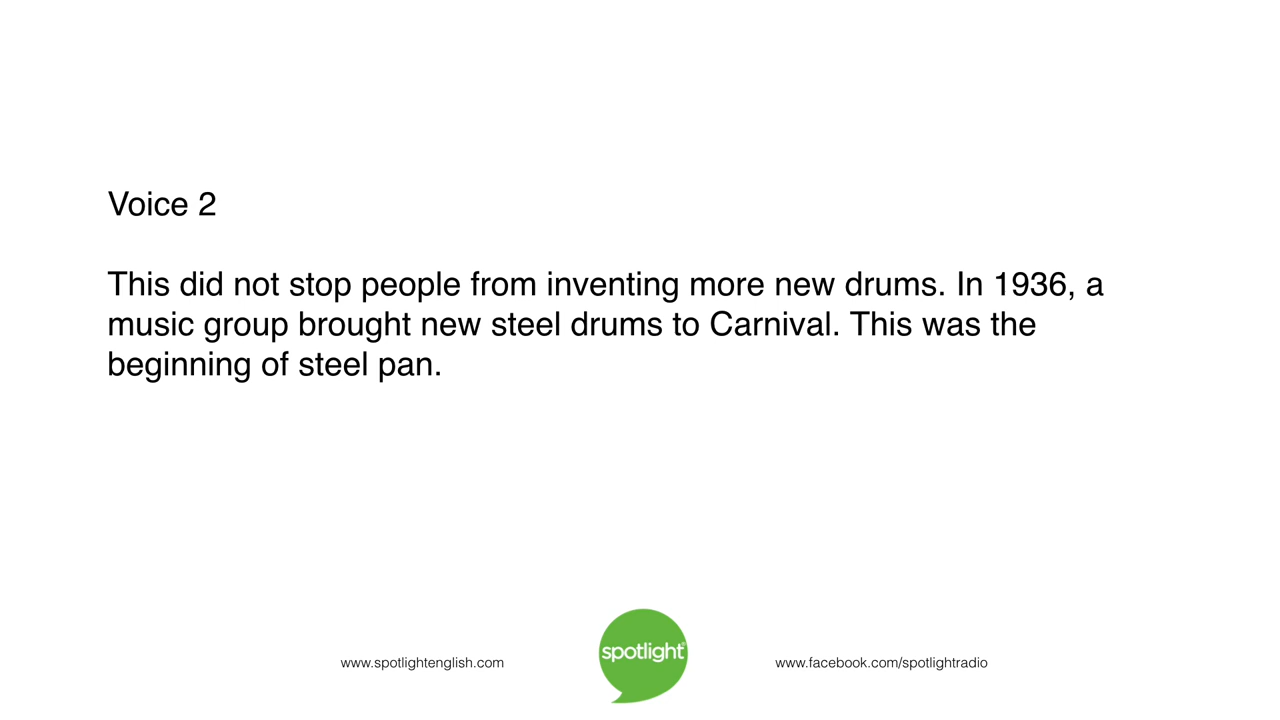 Voice 2
This did not stop people from inventing more new drums. In 1936, a
music group brought new steel drums to Carnival. This was the
beginning of steel pan.
www.spotlightenglish.com
spotlight®
www.facebook.com/spotlightradio